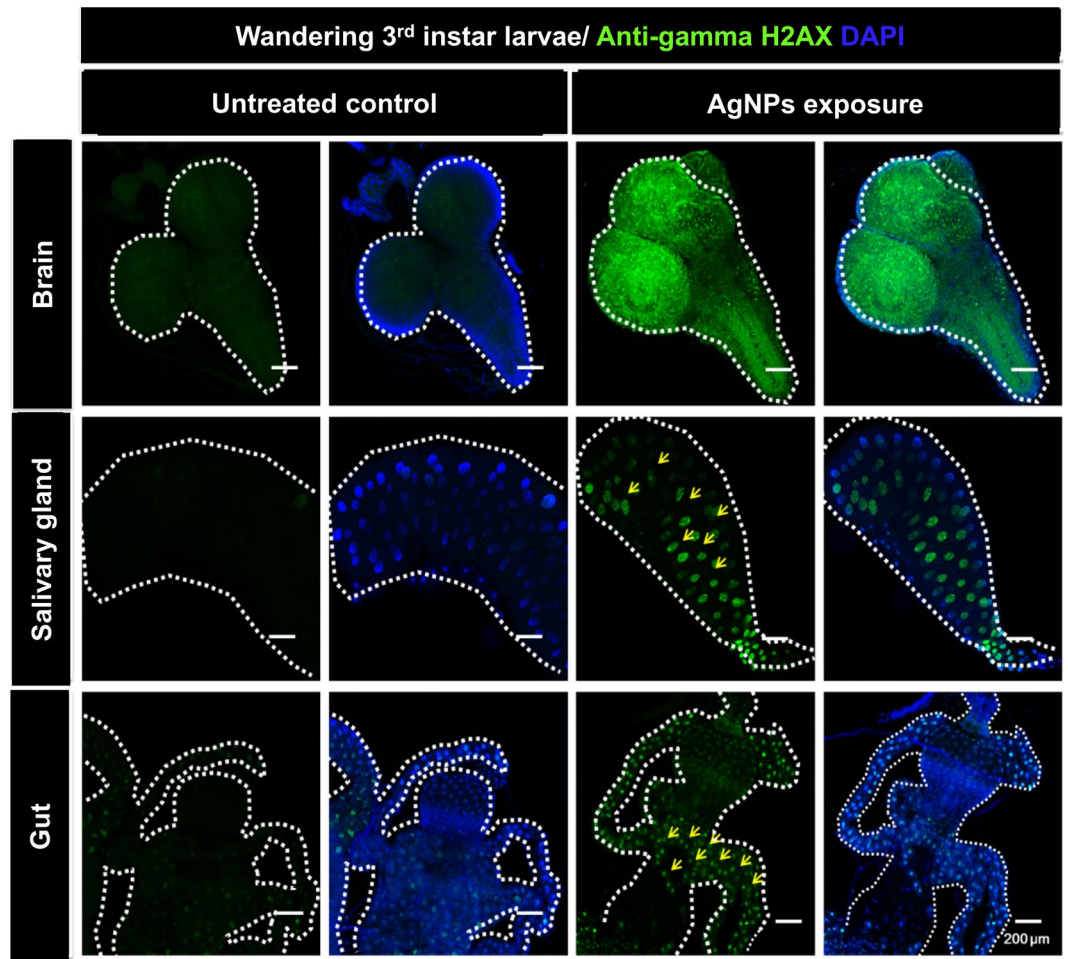 Wandering 3rd instar larvae/ Anti-gamma H2AX DAPI
Untreated control
AgNPs exposure
Brain
Salivary gland
Gut
200 µm